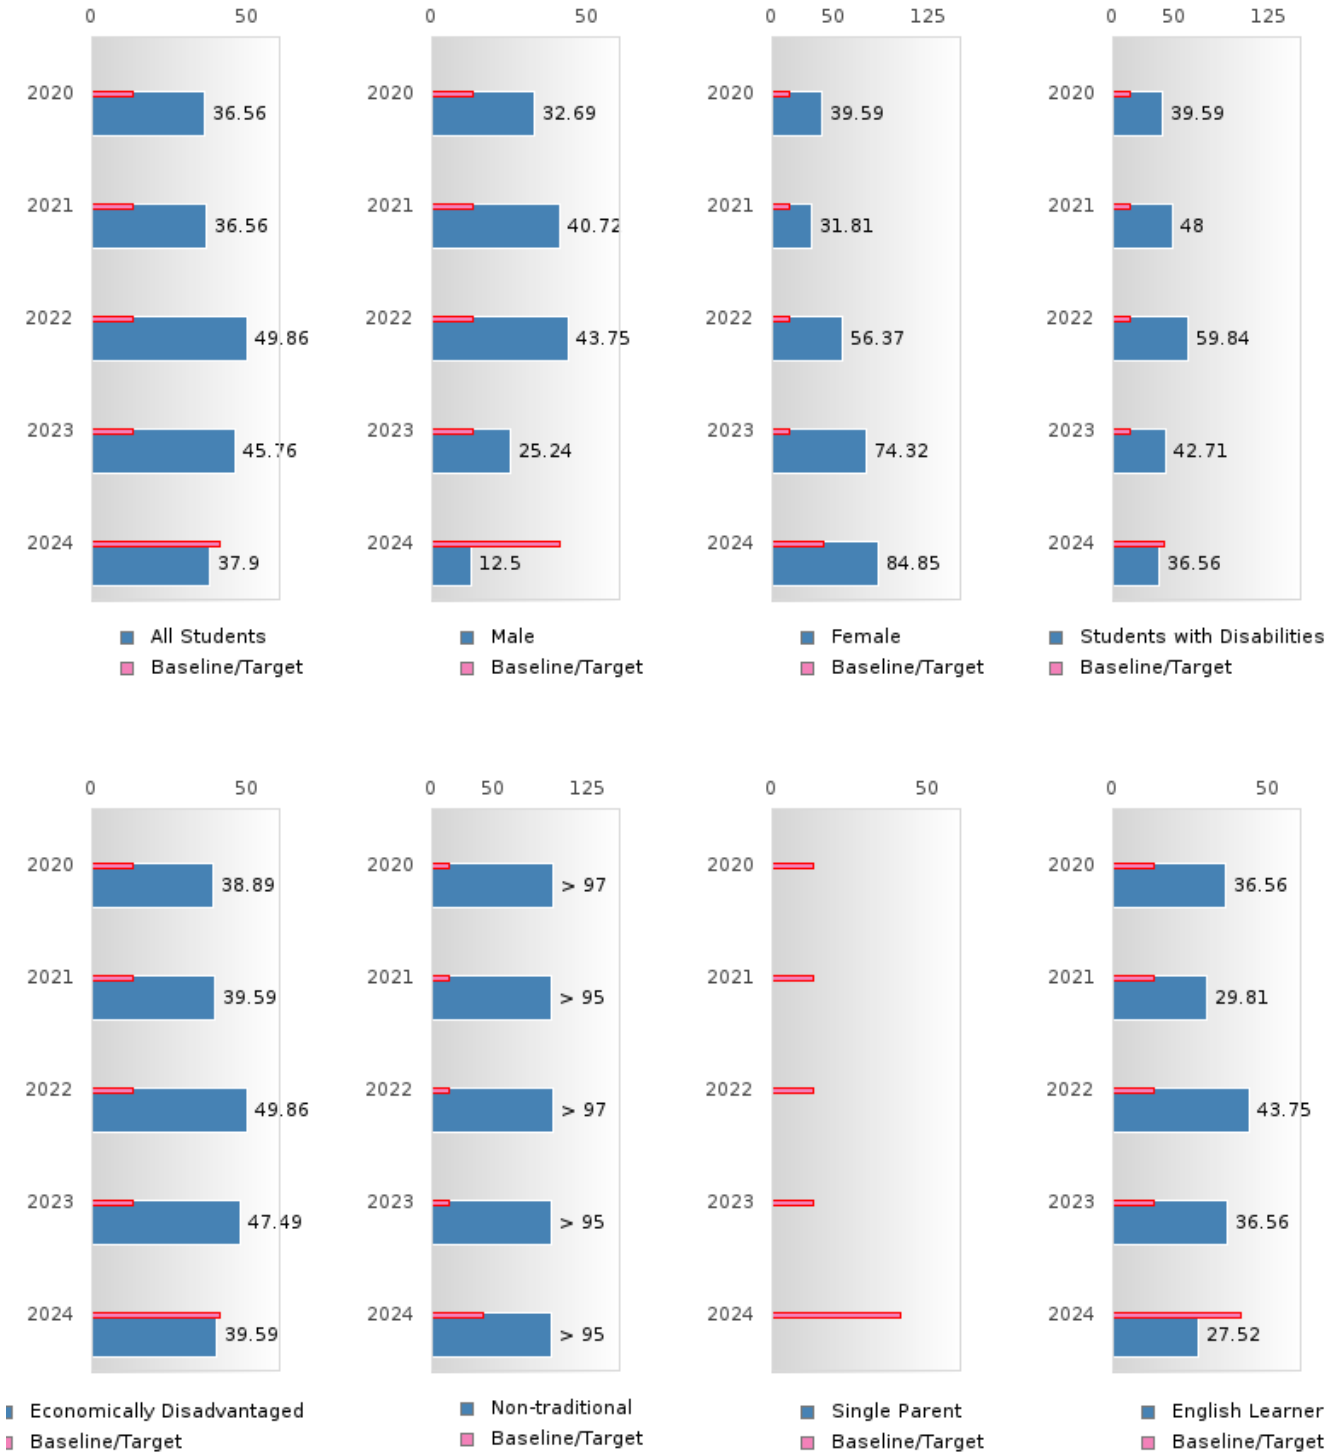 0 50
2020 36.56
2021 36.56
2022 49.86
2023 45.76
2024 37.9
All Students
Baseline/Target
0 50
2020 32.69
2021 40.72
2022 43.75
2023 25.24
2024 12.5
Male
Baseline/Target
0 50 125
2020 39.59
2021 31.81
2022 56.37
2023 74.32
2024 84.85
Female
Baseline/Target
0 50 125
2020 39.59
2021 48
2022 59.84
2023 42.71
2024 36.56
Students with Disabilities
Baseline/Target
0 50
2020 38.89
2021 39.59
2022 49.86
2023 47.49
2024 39.59
Economically Disadvantaged
Baseline/Target
0 50 125
2020 > 97
2021 > 95
2022 > 97
2023 > 95
2024 > 95
Non-traditional
Baseline/Target
0 50
2020
2021
2022
2023
2024
Single Parent
Baseline/Target
0 50
2020 36.56
2021 29.81
2022 43.75
2023 36.56
2024 27.52
English Learner
Baseline/Target